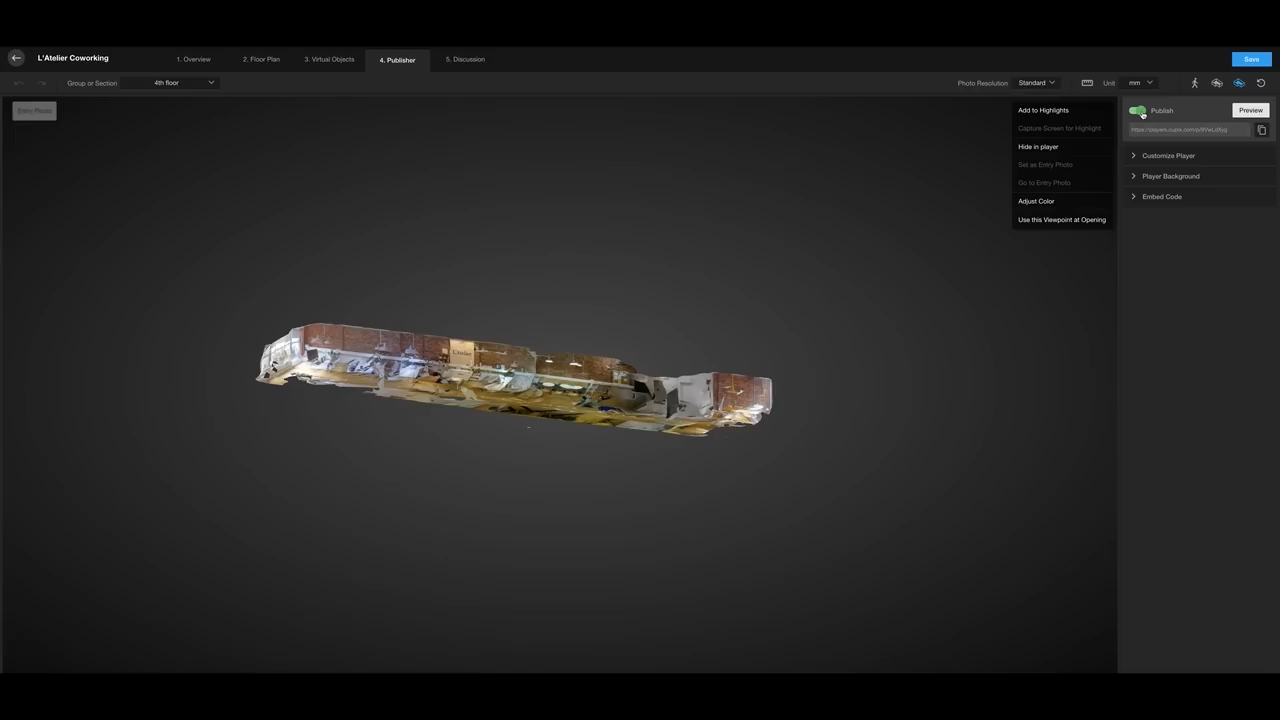 L'Atelier Coworking
1. Overview
2. Floor Plan
3. Virtual Objects
4. Publisher
5. Discussion
Save
Group or Section
4th floor
Photo Resolution
Standard
Unit
mm
Entry Photo
Add to Highlights
Capture Screen for Highlight
Hide in player
Set as Entry Photo
Go to Entry Photo
Adjust Color
Use this Viewpoint at Opening
Publish
Preview
Customize Player
Player Background
Embed Code
L'Atelier